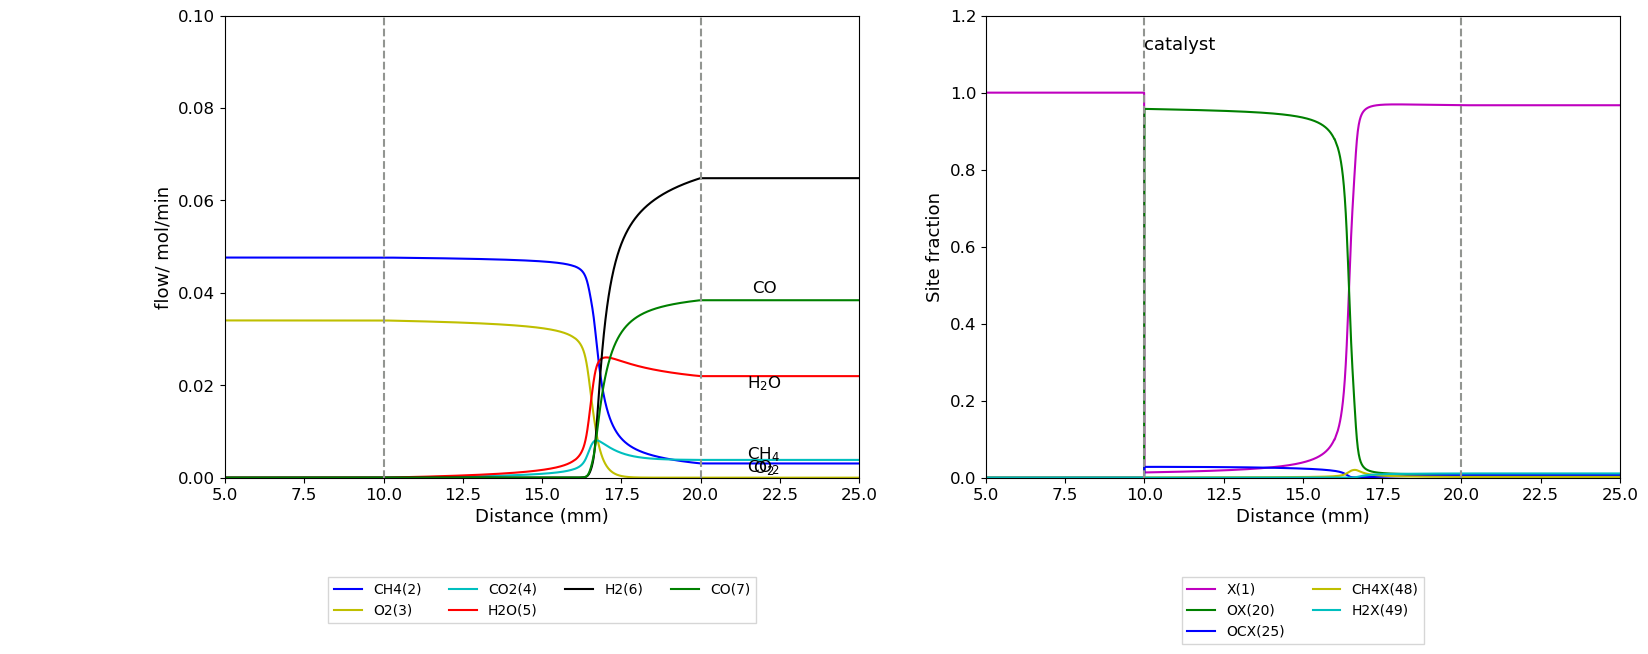 0.10
0.08
0.06
0.04
0.02
0.00
flow/ mol/min
CO
H₂O
CH₄
CO₂
O₂
5.0 7.5 10.0 12.5 15.0 17.5 20.0 22.5 25.0
Distance (mm)
CH4(2) CO2(4) H2(6) CO(7)
O2(3) H2O(5)
1.2
1.0
0.8
0.6
0.4
0.2
0.0
Site fraction
catalyst
5.0 7.5 10.0 12.5 15.0 17.5 20.0 22.5 25.0
Distance (mm)
X(1) CH4X(48)
OX(20) H2X(49)
OCX(25)